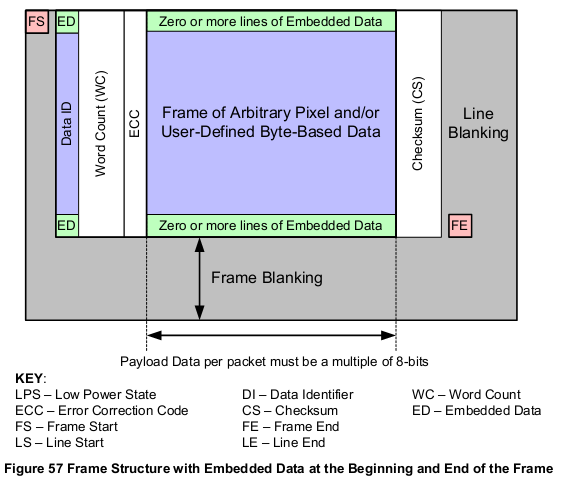 FS
ED
Zero or more lines of Embedded Data
Data ID
Word Count (WC)
ECC
Frame of Arbitrary Pixel and/or
User-Defined Byte-Based Data
Checksum (CS)
Line
Blanking
ED
Zero or more lines of Embedded Data
FE
Frame Blanking
Payload Data per packet must be a multiple of 8-bits
KEY:
LPS – Low Power State
DI – Data Identifier
WC – Word Count
ECC – Error Correction Code
CS – Checksum
ED – Embedded Data
FS – Frame Start
FE – Frame End
LS – Line Start
LE – Line End
Figure 57 Frame Structure with Embedded Data at the Beginning and End of the Frame